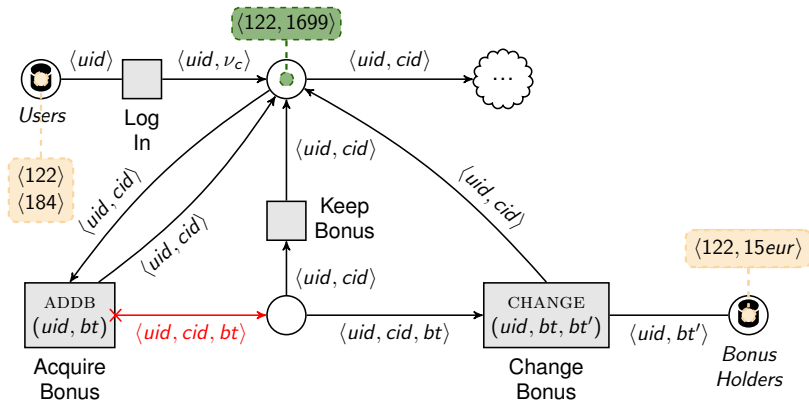 ⟨122, 1699⟩
⟨uid⟩
⟨uid, ν_c⟩
⟨uid, cid⟩
...
Users
Log
In
⟨122⟩
⟨184⟩
⟨uid, cid⟩
⟨uid, cid⟩
⟨uid, cid⟩
Keep
Bonus
⟨uid, cid⟩
⟨uid, cid⟩
⟨122, 15eur⟩
ADDB
(uid, bt)
⟨uid, cid, bt⟩
⟨uid, cid, bt⟩
CHANGE
(uid, bt, bt′)
⟨uid, bt′⟩
Acquire
Bonus
Change
Bonus
Bonus
Holders